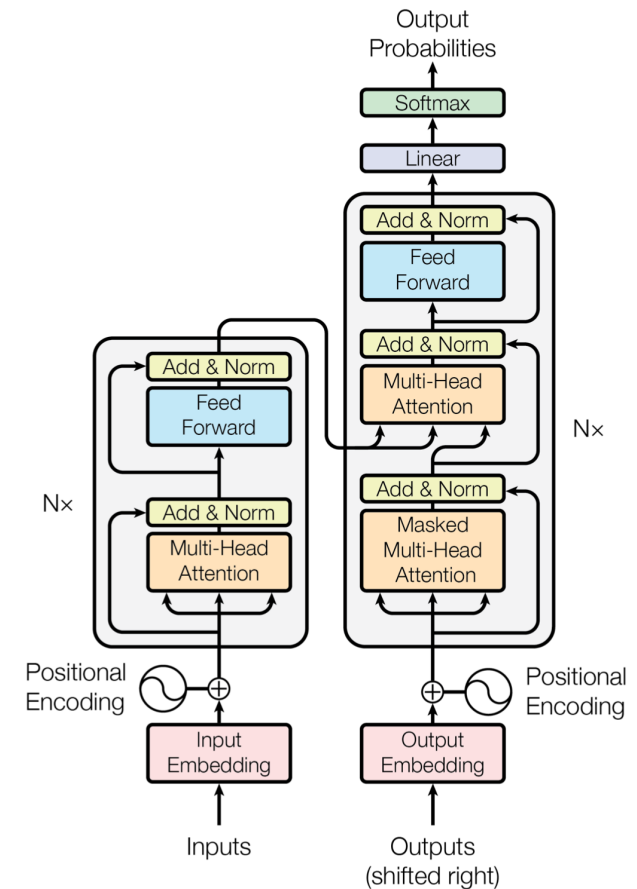 Output
Probabilities
Softmax
Linear
Add & Norm
Feed
Forward
Add & Norm
Multi-Head
Attention
Add & Norm
Masked
Multi-Head
Attention
N×
Add & Norm
Feed
Forward
Add & Norm
Multi-Head
Attention
N×
Positional
Encoding
Positional
Encoding
Input
Embedding
Output
Embedding
Inputs
Outputs
(shifted right)